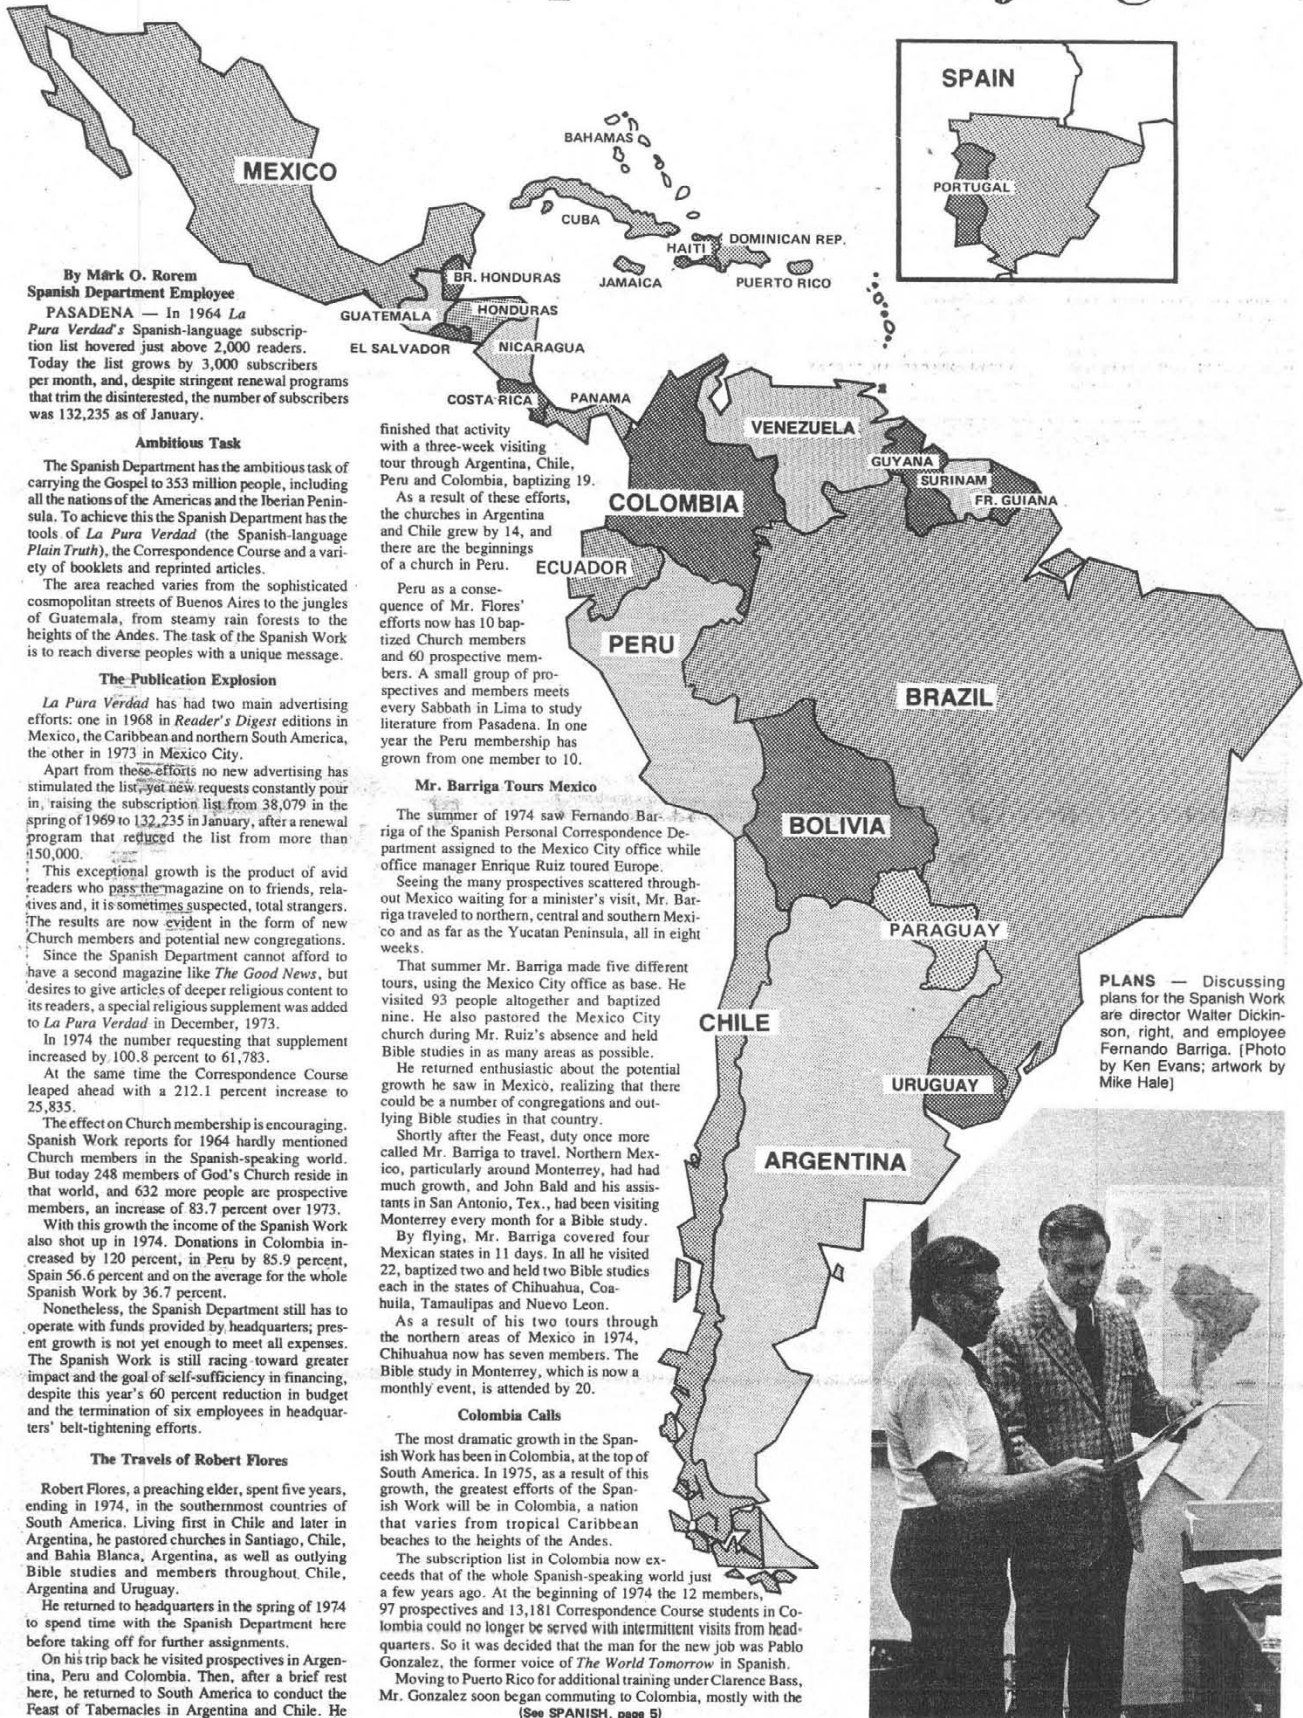 SPAIN
PORTUGAL
BAHAMAS
MEXICO
CUBA
HAITI
DOMINICAN REP.
JAMAICA
PUERTO RICO
BR. HONDURAS
GUATEMALA
HONDURAS
EL SALVADOR
NICARAGUA
COSTA RICA
PANAMA
VENEZUELA
GUYANA
SURINAM
FR. GUIANA
COLOMBIA
ECUADOR
PERU
BRAZIL
BOLIVIA
PARAGUAY
CHILE
URUGUAY
ARGENTINA
By Mark O. Rorem
Spanish Department Employee
PASADENA — In 1964 La
Pura Verdad's Spanish-language subscrip-
tion list hovered just above 2,000 readers.
Today the list grows by 3,000 subscribers
per month, and, despite stringent renewal programs
that trim the disinterested, the number of subscribers
was 132,235 as of January.
Ambitious Task
The Spanish Department has the ambitious task of
carrying the Gospel to 353 million people, including
all the nations of the Americas and the Iberian Penin-
sula. To achieve this the Spanish Department has the
tools of La Pura Verdad (the Spanish-language
Plain Truth), the Correspondence Course and a vari-
ety of booklets and reprinted articles.
The area reached varies from the sophisticated
cosmopolitan streets of Buenos Aires to the jungles
of Guatemala, from steamy rain forests to the
heights of the Andes. The task of the Spanish Work
is to reach diverse peoples with a unique message.
The Publication Explosion
La Pura Verdad has had two main advertising
efforts: one in 1968 in Reader's Digest editions in
Mexico, the Caribbean and northern South America,
the other in 1973 in Mexico City.
Apart from these efforts no new advertising has
stimulated the list, yet new requests constantly pour
in, raising the subscription list from 38,079 in the
spring of 1969 to 132,235 in January, after a renewal
program that reduced the list from more than
150,000.
This exceptional growth is the product of avid
readers who pass the magazine on to friends, rela-
tives and, it is sometimes suspected, total strangers.
The results are now evident in the form of new
Church members and potential new congregations.
Since the Spanish Department cannot afford to
have a second magazine like The Good News, but
desires to give articles of deeper religious content to
its readers, a special religious supplement was added
to La Pura Verdad in December, 1973.
In 1974 the number requesting that supplement
increased by 100.8 percent to 61,783.
At the same time the Correspondence Course
leaped ahead with a 212.1 percent increase to
25,835.
The effect on Church membership is encouraging.
Spanish Work reports for 1964 hardly mentioned
Church members in the Spanish-speaking world.
But today 248 members of God's Church reside in
that world, and 632 more people are prospective
members, an increase of 83.7 percent over 1973.
With this growth the income of the Spanish Work
also shot up in 1974. Donations in Colombia in-
creased by 120 percent, in Peru by 85.9 percent,
Spain 56.6 percent and on the average for the whole
Spanish Work by 36.7 percent.
Nonetheless, the Spanish Department still has to
operate with funds provided by headquarters; pres-
ent growth is not yet enough to meet all expenses.
The Spanish Work is still racing toward greater
impact and the goal of self-sufficiency in financing,
despite this year's 60 percent reduction in budget
and the termination of six employees in headquar-
ters' belt-tightening efforts.
The Travels of Robert Flores
Robert Flores, a preaching elder, spent five years,
ending in 1974, in the southernmost countries of
South America. Living first in Chile and later in
Argentina, he pastored churches in Santiago, Chile,
and Bahia Blanca, Argentina, as well as outlying
Bible studies and members throughout Chile,
Argentina and Uruguay.
He returned to headquarters in the spring of 1974
to spend time with the Spanish Department here
before taking off for further assignments.
On his trip back he visited prospectives in Argen-
tina, Peru and Colombia. Then, after a brief rest
here, he returned to South America to conduct the
Feast of Tabernacles in Argentina and Chile. He
finished that activity
with a three-week visiting
tour through Argentina, Chile,
Peru and Colombia, baptizing 19.
As a result of these efforts,
the churches in Argentina
and Chile grew by 14, and
there are the beginnings
of a church in Peru.
Peru as a conse-
quence of Mr. Flores'
efforts now has 10 bap-
tized Church members
and 60 prospective mem-
bers. A small group of pro-
spectives and members meets
every Sabbath in Lima to study
literature from Pasadena. In one
year the Peru membership has
grown from one member to 10.
Mr. Barriga Tours Mexico
The summer of 1974 saw Fernando Bar-
riga of the Spanish Personal Correspondence De-
partment assigned to the Mexico City office while
office manager Enrique Ruiz toured Europe.
Seeing the many prospectives scattered through-
out Mexico waiting for a minister's visit, Mr. Bar-
riga traveled to northern, central and southern Mexi-
co and as far as the Yucatan Peninsula, all in eight
weeks.
That summer Mr. Barriga made five different
tours, using the Mexico City office as base. He
visited 93 people altogether and baptized
nine. He also pastored the Mexico City
church during Mr. Ruiz's absence and held
Bible studies in as many areas as possible.
He returned enthusiastic about the potential
growth he saw in Mexico, realizing that there
could be a number of congregations and out-
lying Bible studies in that country.
Shortly after the Feast, duty once more
called Mr. Barriga to travel. Northern Mex-
ico, particularly around Monterrey, had had
much growth, and John Bald and his assis-
tants in San Antonio, Tex., had been visiting
Monterrey every month for a Bible study.
By flying, Mr. Barriga covered four
Mexican states in 11 days. In all he visited
22, baptized two and held two Bible studies
each in the states of Chihuahua, Coa-
huila, Tamaulipas and Nuevo Leon.
As a result of his two tours through
the northern areas of Mexico in 1974,
Chihuahua now has seven members. The
Bible study in Monterrey, which is now a
monthly event, is attended by 20.
Colombia Calls
The most dramatic growth in the Span-
ish Work has been in Colombia, at the top of
South America. In 1975, as a result of this
growth, the greatest efforts of the Span-
ish Work will be in Colombia, a nation
that varies from tropical Caribbean
beaches to the heights of the Andes.
The subscription list in Colombia now ex-
ceeds that of the whole Spanish-speaking world just
a few years ago. At the beginning of 1974 the 12 members,
97 prospectives and 13,181 Correspondence Course students in Co-
lombia could no longer be served with intermittent visits from head-
quarters. So it was decided that the man for the new job was Pablo
Gonzalez, the former voice of The World Tomorrow in Spanish.
Moving to Puerto Rico for additional training under Clarence Bass,
Mr. Gonzalez soon began commuting to Colombia, mostly with the
(See SPANISH, page 5)
PLANS — Discussing
plans for the Spanish Work
are director Walter Dickin-
son, right, and employee
Fernando Barriga. [Photo
by Ken Evans; artwork by
Mike Hale]